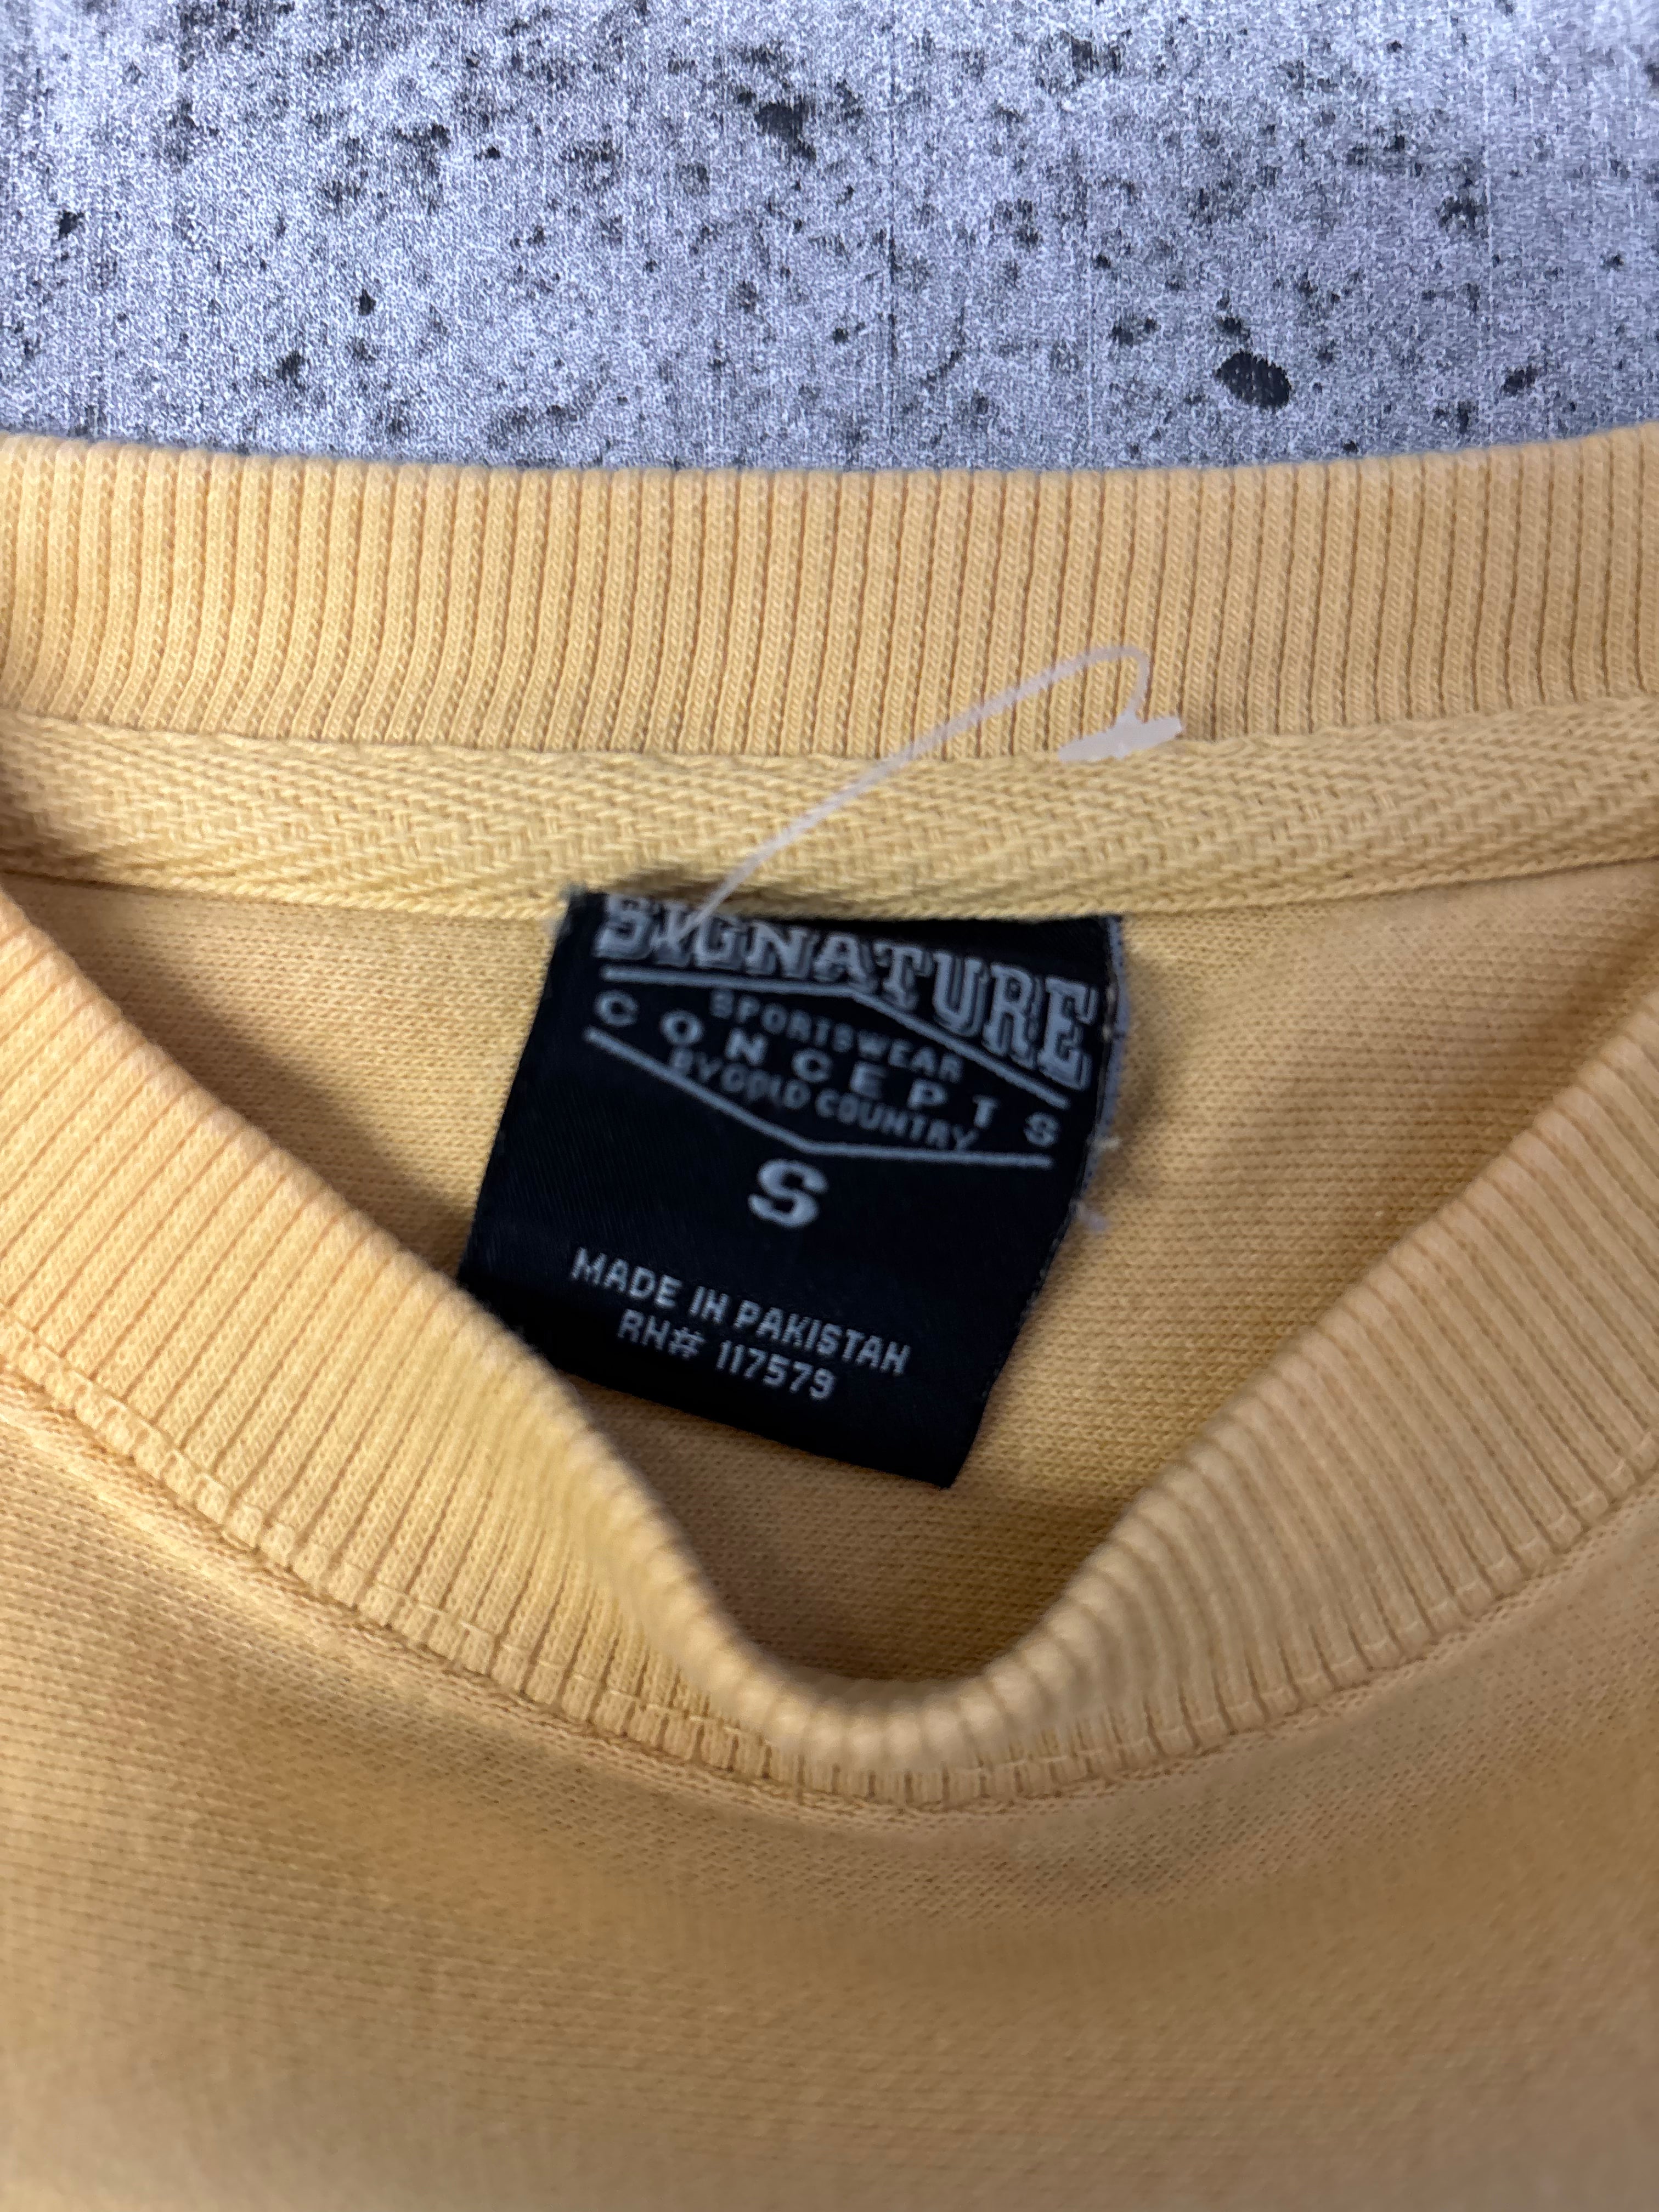 SIGNATURE
SPORTSWEAR
CONCEPTS
BY GOLD COUNTRY
S
MADE IN PAKISTAN
RN# 117579